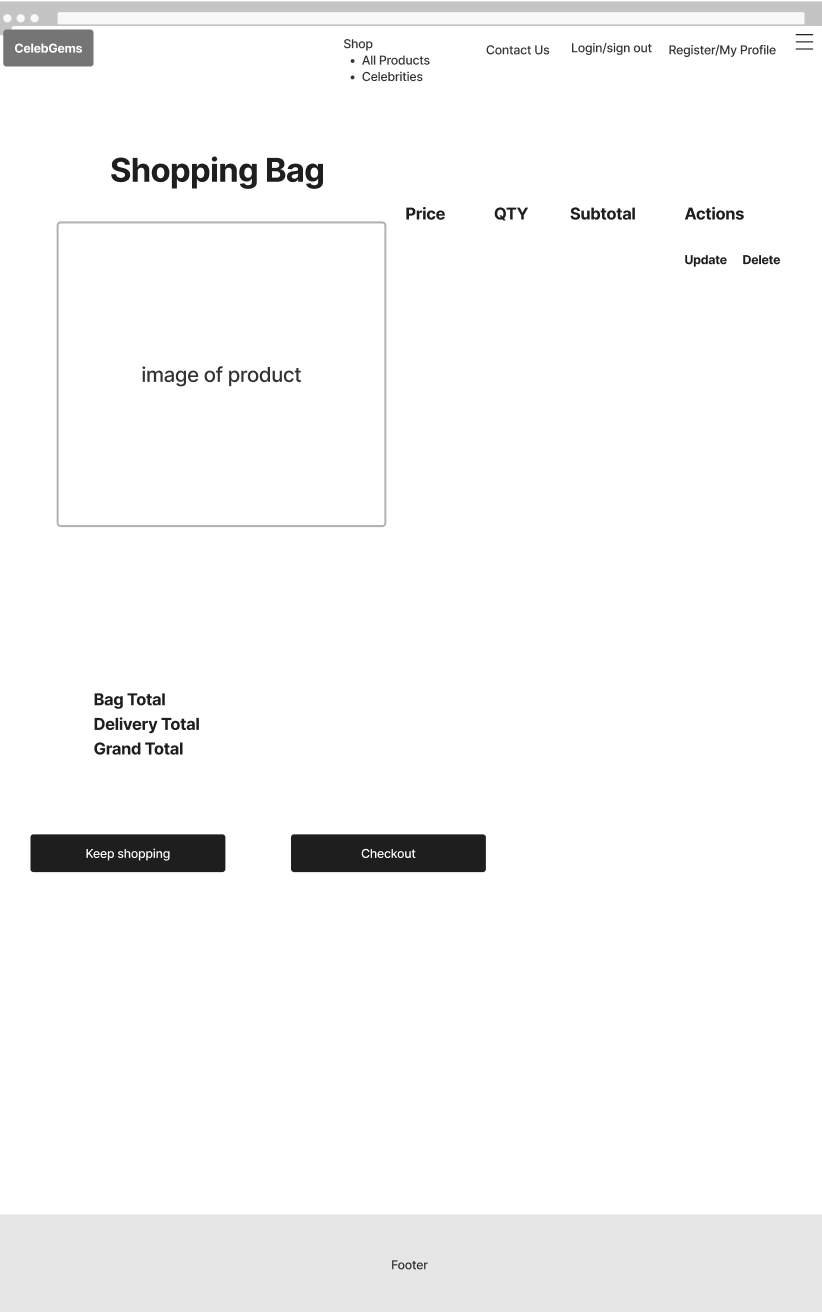 CelebGems
Shop
• All Products
• Celebrities
Contact Us
Login/sign out
Register/My Profile
Shopping Bag
Price QTY Subtotal Actions
Update Delete
image of product
Bag Total
Delivery Total
Grand Total
Keep shopping
Checkout
Footer